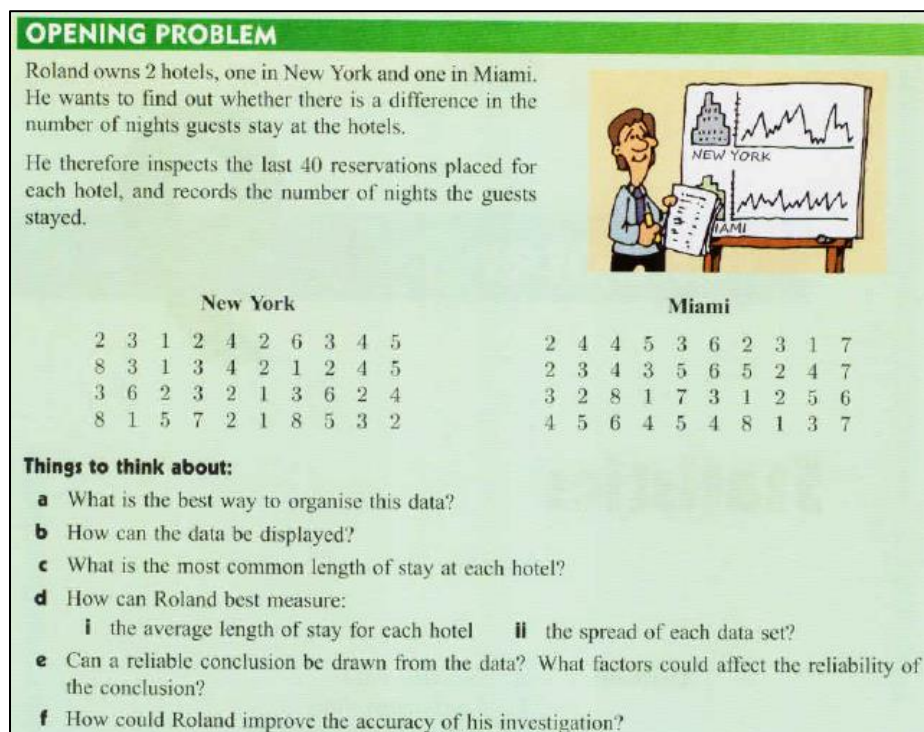 OPENING PROBLEM
Roland owns 2 hotels, one in New York and one in Miami.
He wants to find out whether there is a difference in the
number of nights guests stay at the hotels.
He therefore inspects the last 40 reservations placed for
each hotel, and records the number of nights the guests
stayed.
NEW YORK
IAMI
New York
2 3 1 2 4 2 6 3 4 5
8 3 1 3 4 2 1 2 4 5
3 6 2 3 2 1 3 6 2 4
8 1 5 7 2 1 8 5 3 2
Miami
2 4 4 5 3 6 2 3 1 7
2 3 4 3 5 6 5 2 4 7
3 2 8 1 7 3 1 2 5 6
4 5 6 4 5 4 8 1 3 7
Things to think about:
a What is the best way to organise this data?
b How can the data be displayed?
c What is the most common length of stay at each hotel?
d How can Roland best measure:
i the average length of stay for each hotel ii the spread of each data set?
e Can a reliable conclusion be drawn from the data? What factors could affect the reliability of
the conclusion?
f How could Roland improve the accuracy of his investigation?